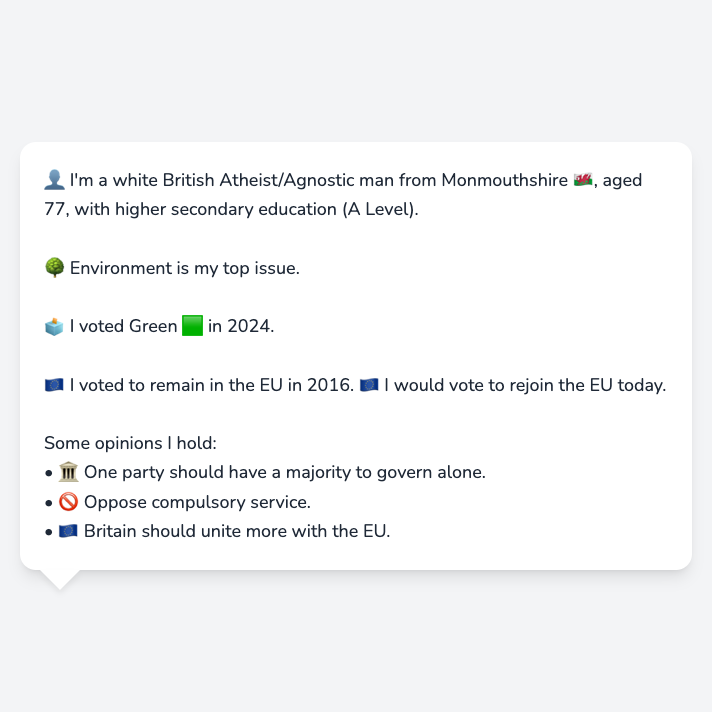 👤 I'm a white British Atheist/Agnostic man from Monmouthshire 🏴󠁧󠁢󠁷󠁬󠁳󠁿, aged
77, with higher secondary education (A Level).
🌳 Environment is my top issue.
🗳️ I voted Green 🟩 in 2024.
🇪🇺 I voted to remain in the EU in 2016. 🇪🇺 I would vote to rejoin the EU today.
Some opinions I hold:
• 🏛️ One party should have a majority to govern alone.
• 🚫 Oppose compulsory service.
• 🇪🇺 Britain should unite more with the EU.